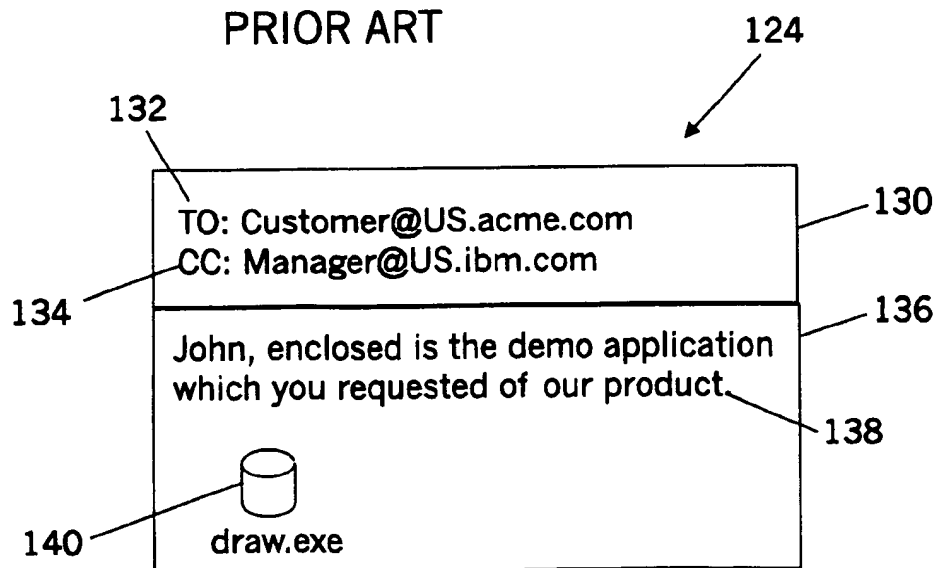 PRIOR ART
124
132
TO: Customer@US.acme.com
130
CC: Manager@US.ibm.com
134
136
John, enclosed is the demo application
which you requested of our product.
138
140
draw.exe